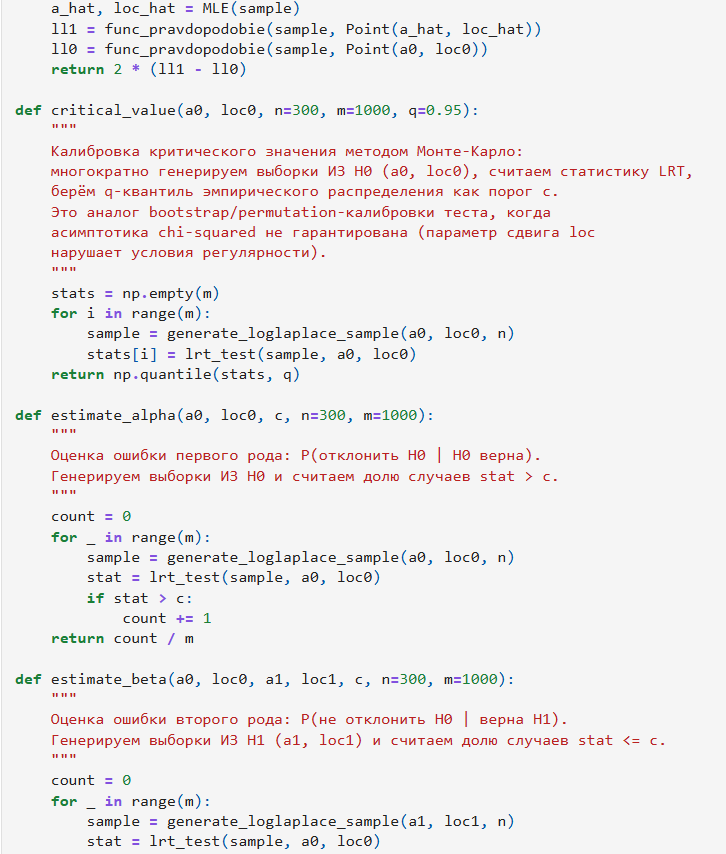 a_hat, loc_hat = MLE(sample)
ll1 = func_pravdopodobie(sample, Point(a_hat, loc_hat))
ll0 = func_pravdopodobie(sample, Point(a0, loc0))
return 2 * (ll1 - ll0)
def critical_value(a0, loc0, n=300, m=1000, q=0.95):
"""
Калибровка критического значения методом Монте-Карло:
многократно генерируем выборки ИЗ H0 (a0, loc0), считаем статистику LRT,
берём q-квантиль эмпирического распределения как порог c.
Это аналог bootstrap/permutation-калибровки теста, когда
асимптотика chi-squared не гарантирована (параметр сдвига loc
нарушает условия регулярности).
"""
stats = np.empty(m)
for i in range(m):
sample = generate_loglaplace_sample(a0, loc0, n)
stats[i] = lrt_test(sample, a0, loc0)
return np.quantile(stats, q)
def estimate_alpha(a0, loc0, c, n=300, m=1000):
"""
Оценка ошибки первого рода: P(отклонить H0 | H0 верна).
Генерируем выборки ИЗ H0 и считаем долю случаев stat > c.
"""
count = 0
for _ in range(m):
sample = generate_loglaplace_sample(a0, loc0, n)
stat = lrt_test(sample, a0, loc0)
if stat > c:
count += 1
return count / m
def estimate_beta(a0, loc0, a1, loc1, c, n=300, m=1000):
"""
Оценка ошибки второго рода: P(не отклонить H0 | верна H1).
Генерируем выборки ИЗ H1 (a1, loc1) и считаем долю случаев stat <= c.
"""
count = 0
for _ in range(m):
sample = generate_loglaplace_sample(a1, loc1, n)
stat = lrt_test(sample, a0, loc0)